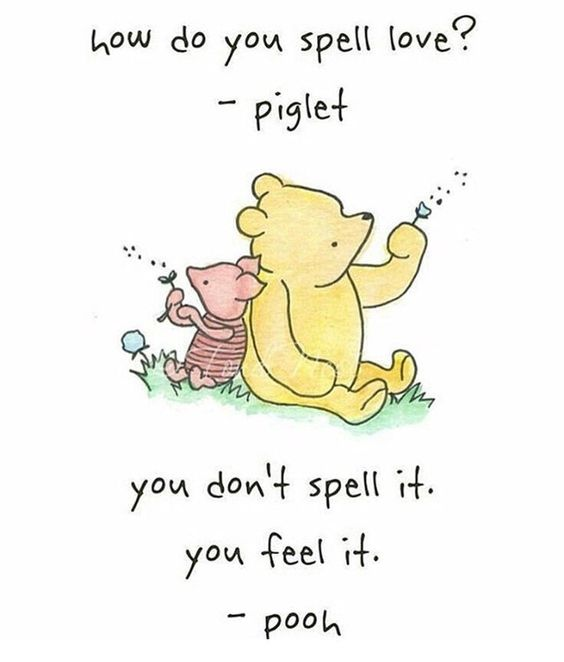 how do you spell love?
- piglet
you don't spell it.
you feel it.
- pooh